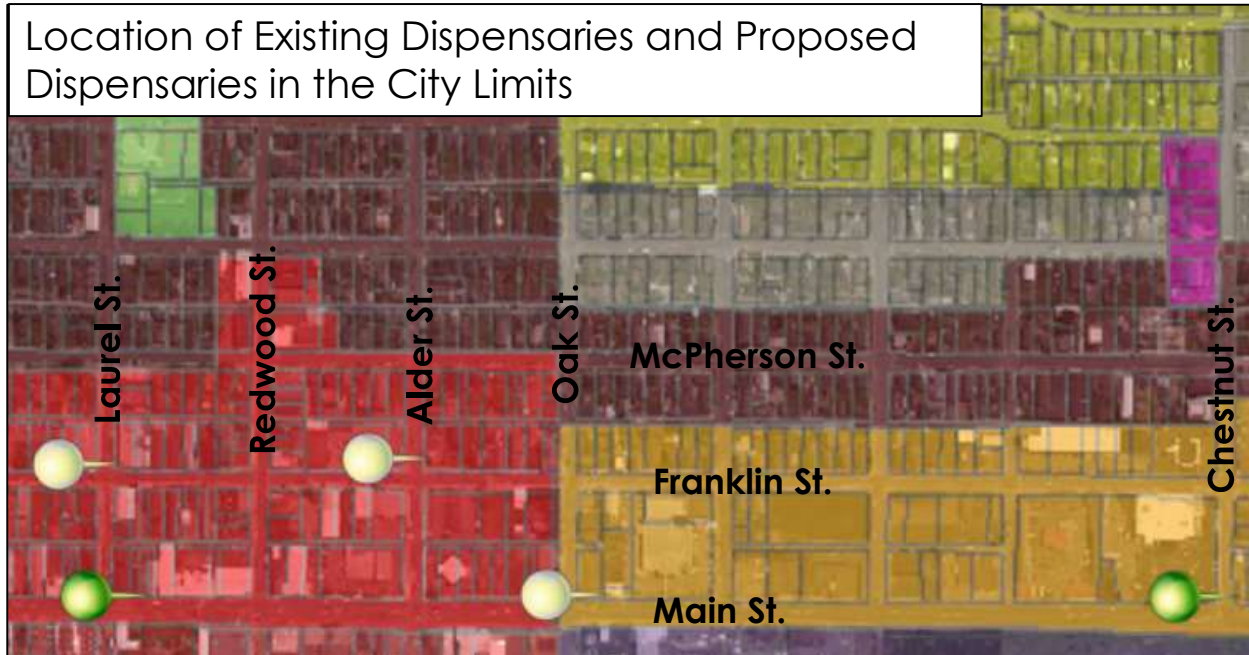 Location of Existing Dispensaries and Proposed
Dispensaries in the City Limits
Laurel St.
Redwood St.
Alder St.
Oak St.
McPherson St.
Chestnut St.
Franklin St.
Main St.